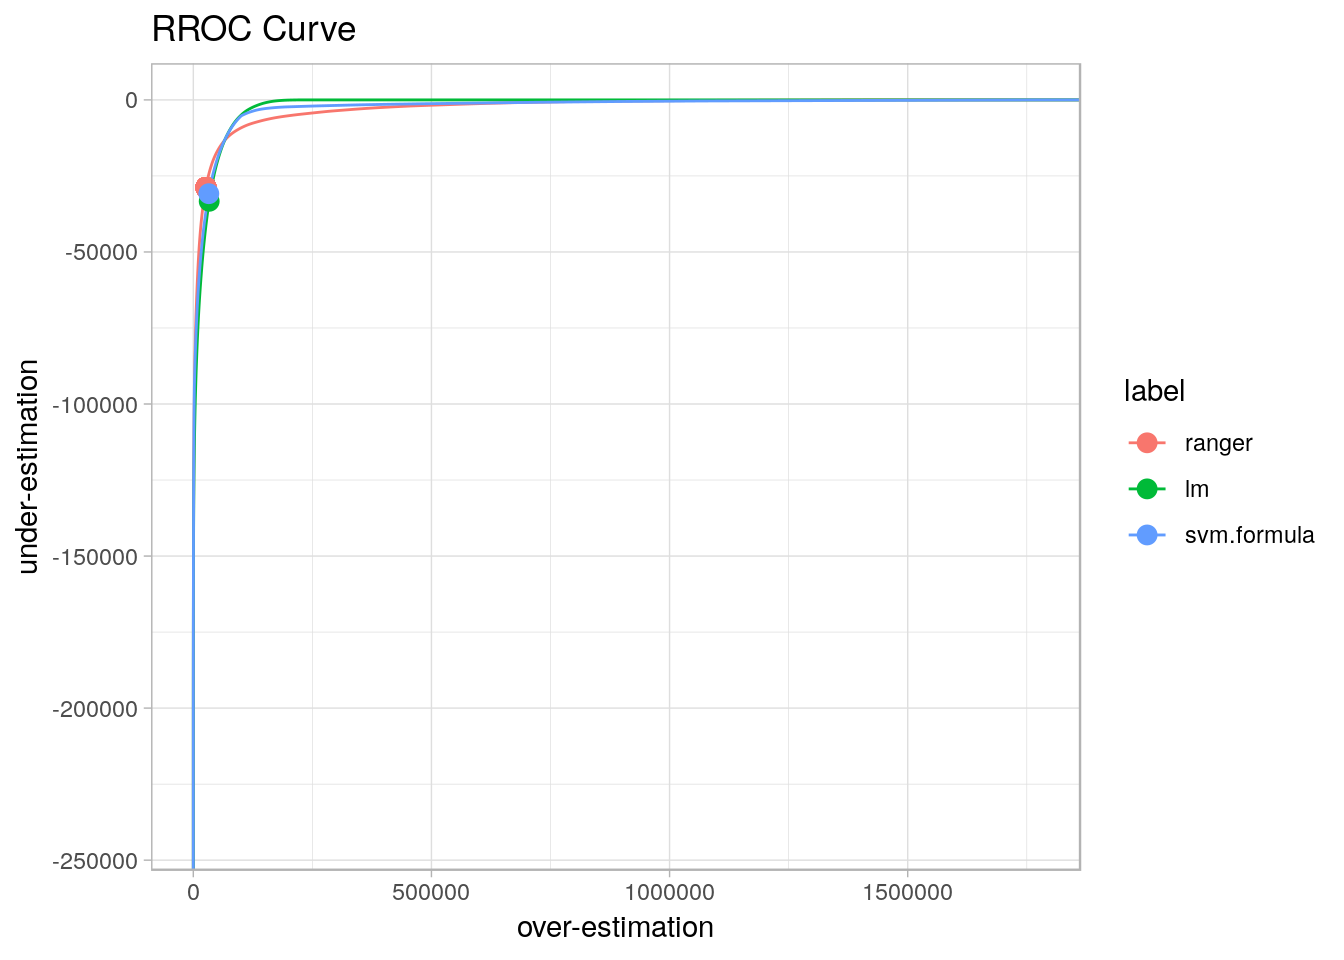 RROC Curve
0
-50000
-100000
-150000
-200000
-250000
under-estimation
0
500000
1000000
1500000
over-estimation
label
ranger
lm
svm.formula